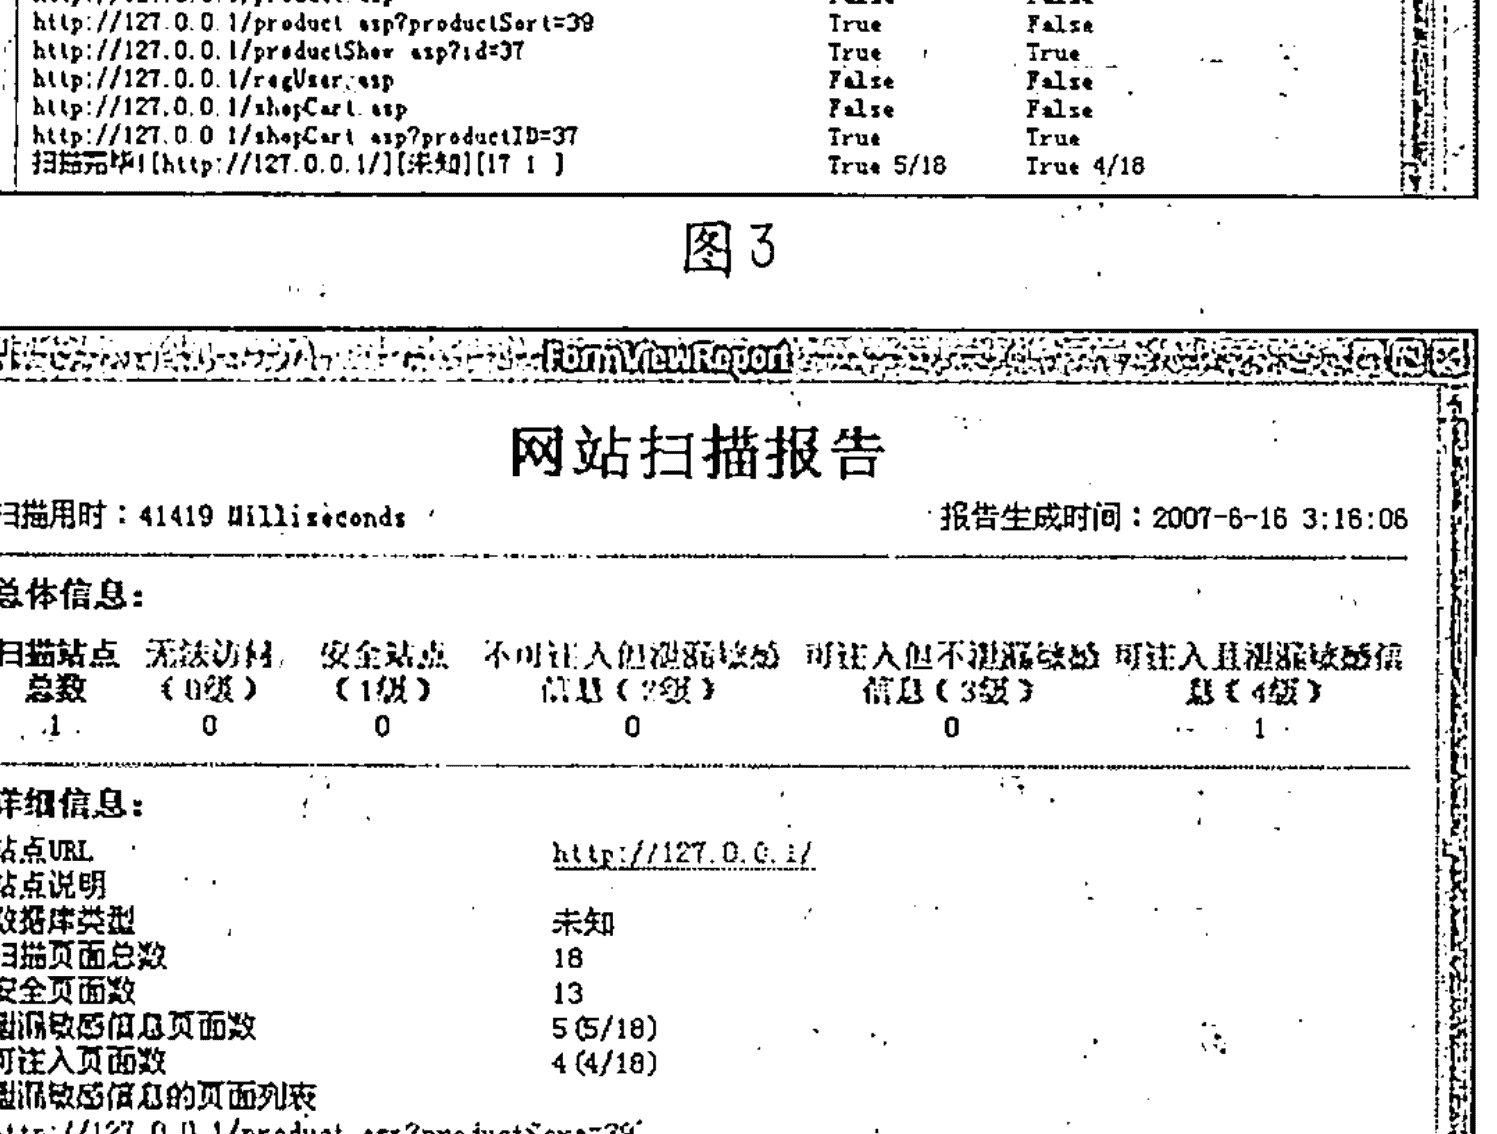 http://127.0.0.1/product.asp?productSort=39 True False
http://127.0.0.1/productShow.asp?id=37 True True
http://127.0.0.1/regUser.asp False False
http://127.0.0.1/shopCart.asp False False
http://127.0.0.1/shopCart.asp?productID=37 True True
扫描完毕![http://127.0.0.1/][未知][17.1 ] True 5/18 True 4/18
图3
FormViewReport
网站扫描报告
扫描用时：41419 Milliseconds 报告生成时间：2007-6-16 3:16:06
总体信息：
扫描站点 无法访问 安全站点 不可注入但泄漏敏感 可注入但不泄漏敏感 可注入且泄漏敏感信
总数 （0级） （1级） 信息（2级） 信息（3级） 息（4级）
1 0 0 0 0 1
详细信息：
站点URL http://127.0.0.1/
站点说明
数据库类型 未知
扫描页面总数 18
安全页面数 13
泄漏敏感信息页面数 5(5/18)
可注入页面数 4(4/18)
泄漏敏感信息的页面列表
http://127.0.0.1/product.asp?productSort=39